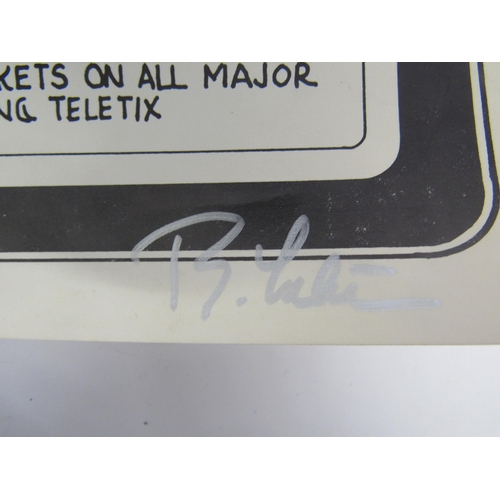 KETS ON ALL MAJOR
NG TELETIX
B.